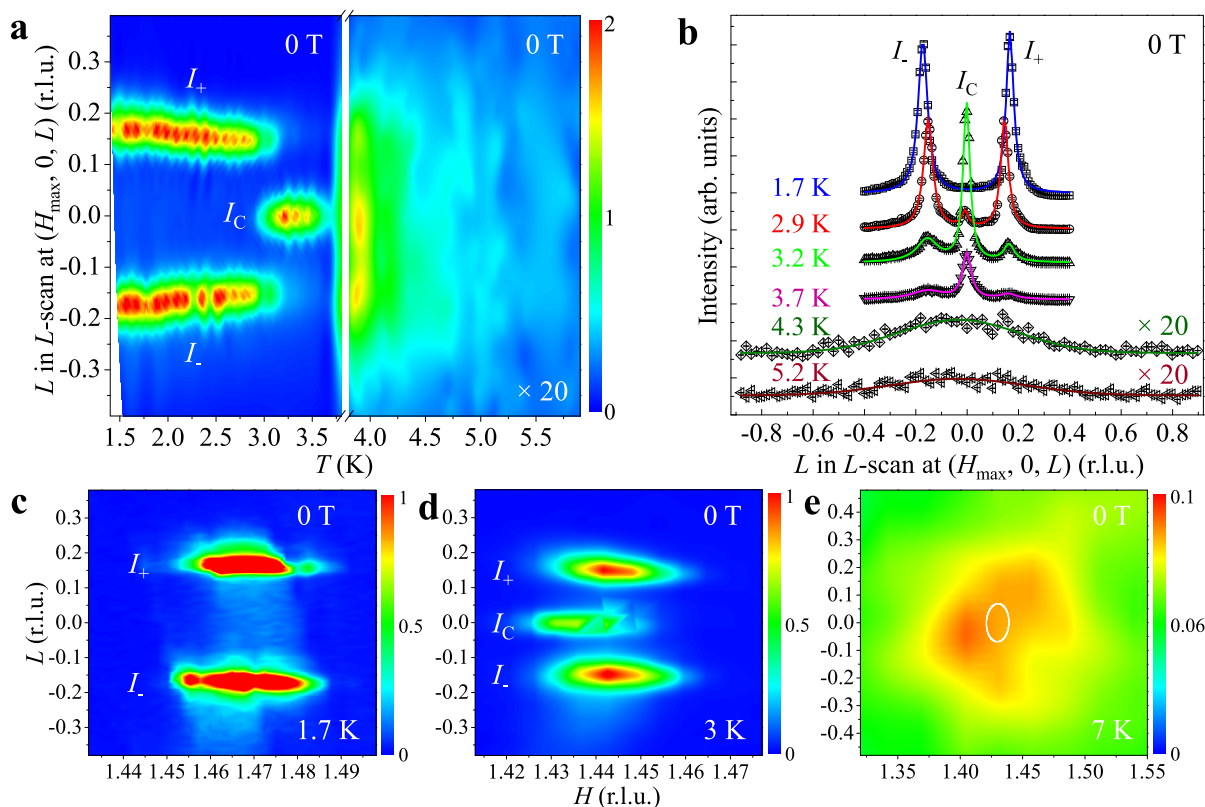 a
0 T
I+
IC
I-
× 20
L in L-scan at (Hmax, 0, L) (r.l.u.)
0.3
0.2
0.1
0.0
-0.1
-0.2
-0.3
1.5 2.0 2.5 3.0 3.5 4.0 4.5 5.0 5.5
T (K)
2
1
0
b
0 T
I- IC I+
1.7 K
2.9 K
3.2 K
3.7 K
4.3 K × 20
5.2 K × 20
Intensity (arb. units)
-0.8 -0.6 -0.4 -0.2 0.0 0.2 0.4 0.6 0.8
L in L-scan at (Hmax, 0, L) (r.l.u.)
c
0 T
I+
I-
1.7 K
L (r.l.u.)
0.3
0.2
0.1
0.0
-0.1
-0.2
-0.3
1.44 1.45 1.46 1.47 1.48 1.49
1
0.5
0
d
0 T
I+
IC
I-
3 K
0.3
0.2
0.1
0.0
-0.1
-0.2
-0.3
1.42 1.43 1.44 1.45 1.46 1.47
H (r.l.u.)
1
0.5
0
e
0 T
7 K
0.4
0.3
0.2
0.1
0.0
-0.1
-0.2
-0.3
-0.4
1.35 1.40 1.45 1.50 1.55
0.1
0.06
0